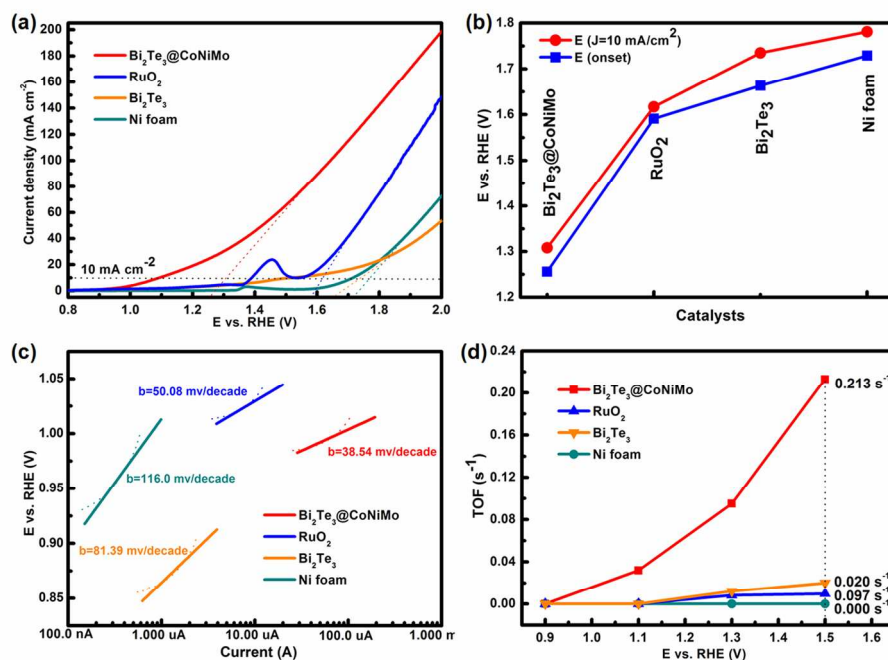 (a)
Current density (mA cm⁻²)
200
180
160
140
120
100
80
60
40
20
10 mA cm⁻²
0
0.8 1.0 1.2 1.4 1.6 1.8 2.0
E vs. RHE (V)
Bi₂Te₃@CoNiMo
RuO₂
Bi₂Te₃
Ni foam
(b)
E vs. RHE (V)
1.8
1.7
1.6
1.5
1.4
1.3
1.2
E (J=10 mA/cm²)
E (onset)
Bi₂Te₃@CoNiMo
RuO₂
Bi₂Te₃
Ni foam
Catalysts
(c)
E vs. RHE (V)
1.05
1.00
0.95
0.90
0.85
b=50.08 mv/decade
b=38.54 mv/decade
b=116.0 mv/decade
b=81.39 mv/decade
Bi₂Te₃@CoNiMo
RuO₂
Bi₂Te₃
Ni foam
100.0 nA 1.000 uA 10.00 uA 100.0 uA 1.000 m
Current (A)
(d)
TOF (s⁻¹)
0.24
0.20
0.16
0.12
0.08
0.04
0.00
Bi₂Te₃@CoNiMo
RuO₂
Bi₂Te₃
Ni foam
0.213 s⁻¹
0.020 s⁻¹
0.097 s⁻¹
0.000 s⁻¹
0.9 1.0 1.1 1.2 1.3 1.4 1.5 1.6
E vs. RHE (V)